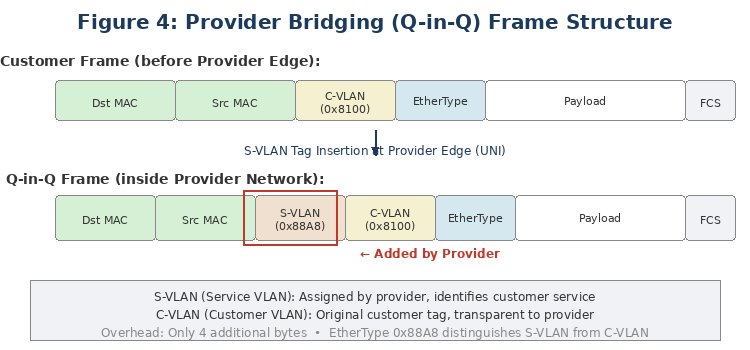 Figure 4: Provider Bridging (Q-in-Q) Frame Structure
Customer Frame (before Provider Edge):
Dst MAC
Src MAC
C-VLAN
(0x8100)
EtherType
Payload
FCS
S-VLAN Tag Insertion at Provider Edge (UNI)
Q-in-Q Frame (inside Provider Network):
Dst MAC
Src MAC
S-VLAN
(0x88A8)
C-VLAN
(0x8100)
EtherType
Payload
FCS
← Added by Provider
S-VLAN (Service VLAN): Assigned by provider, identifies customer service
C-VLAN (Customer VLAN): Original customer tag, transparent to provider
Overhead: Only 4 additional bytes • EtherType 0x88A8 distinguishes S-VLAN from C-VLAN